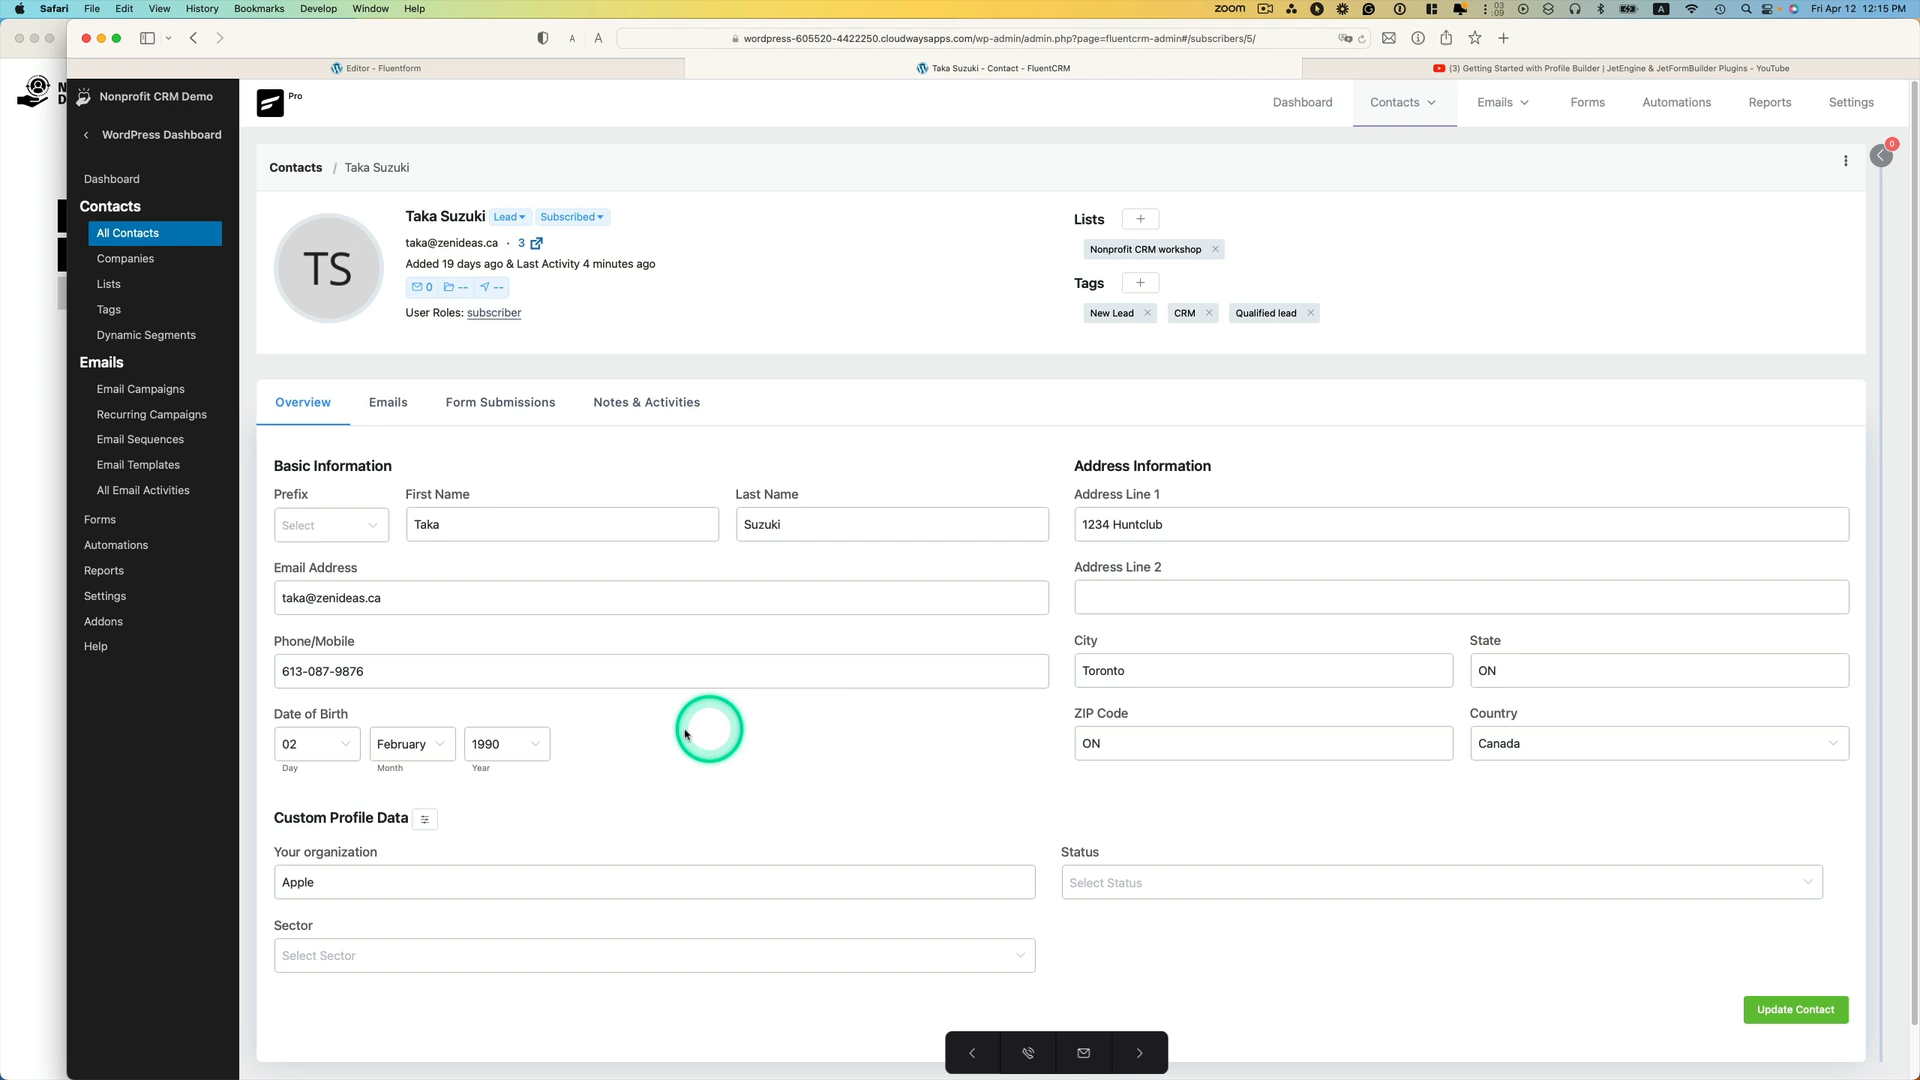 Safari File Edit View History Bookmarks Develop Window Help
zoom
03
09
A
Fri Apr 12 12:15 PM
A A
wordpress-605520-4422250.cloudwaysapps.com/wp-admin/admin.php?page=fluentcrm-admin#/subscribers/5/
Editor - Fluentform
Taka Suzuki - Contact - FluentCRM
(3) Getting Started with Profile Builder | JetEngine & JetFormBuilder Plugins - YouTube
N
D
Nonprofit CRM Demo
WordPress Dashboard
Dashboard
Contacts
All Contacts
Companies
Lists
Tags
Dynamic Segments
Emails
Email Campaigns
Recurring Campaigns
Email Sequences
Email Templates
All Email Activities
Forms
Automations
Reports
Settings
Addons
Help
Pro
Dashboard Contacts Emails Forms Automations Reports Settings
0
Contacts / Taka Suzuki
TS
Taka Suzuki Lead Subscribed
taka@zenideas.ca · 3
Added 19 days ago & Last Activity 4 minutes ago
0 -- --
User Roles: subscriber
Lists +
Nonprofit CRM workshop ×
Tags +
New Lead × CRM × Qualified lead ×
Overview Emails Form Submissions Notes & Activities
Basic Information
Prefix First Name Last Name
Select Taka Suzuki
Email Address
taka@zenideas.ca
Phone/Mobile
613-087-9876
Date of Birth
02 February 1990
Day Month Year
Address Information
Address Line 1
1234 Huntclub
Address Line 2
City State
Toronto ON
ZIP Code Country
ON Canada
Custom Profile Data
Your organization Status
Apple Select Status
Sector
Select Sector
Update Contact